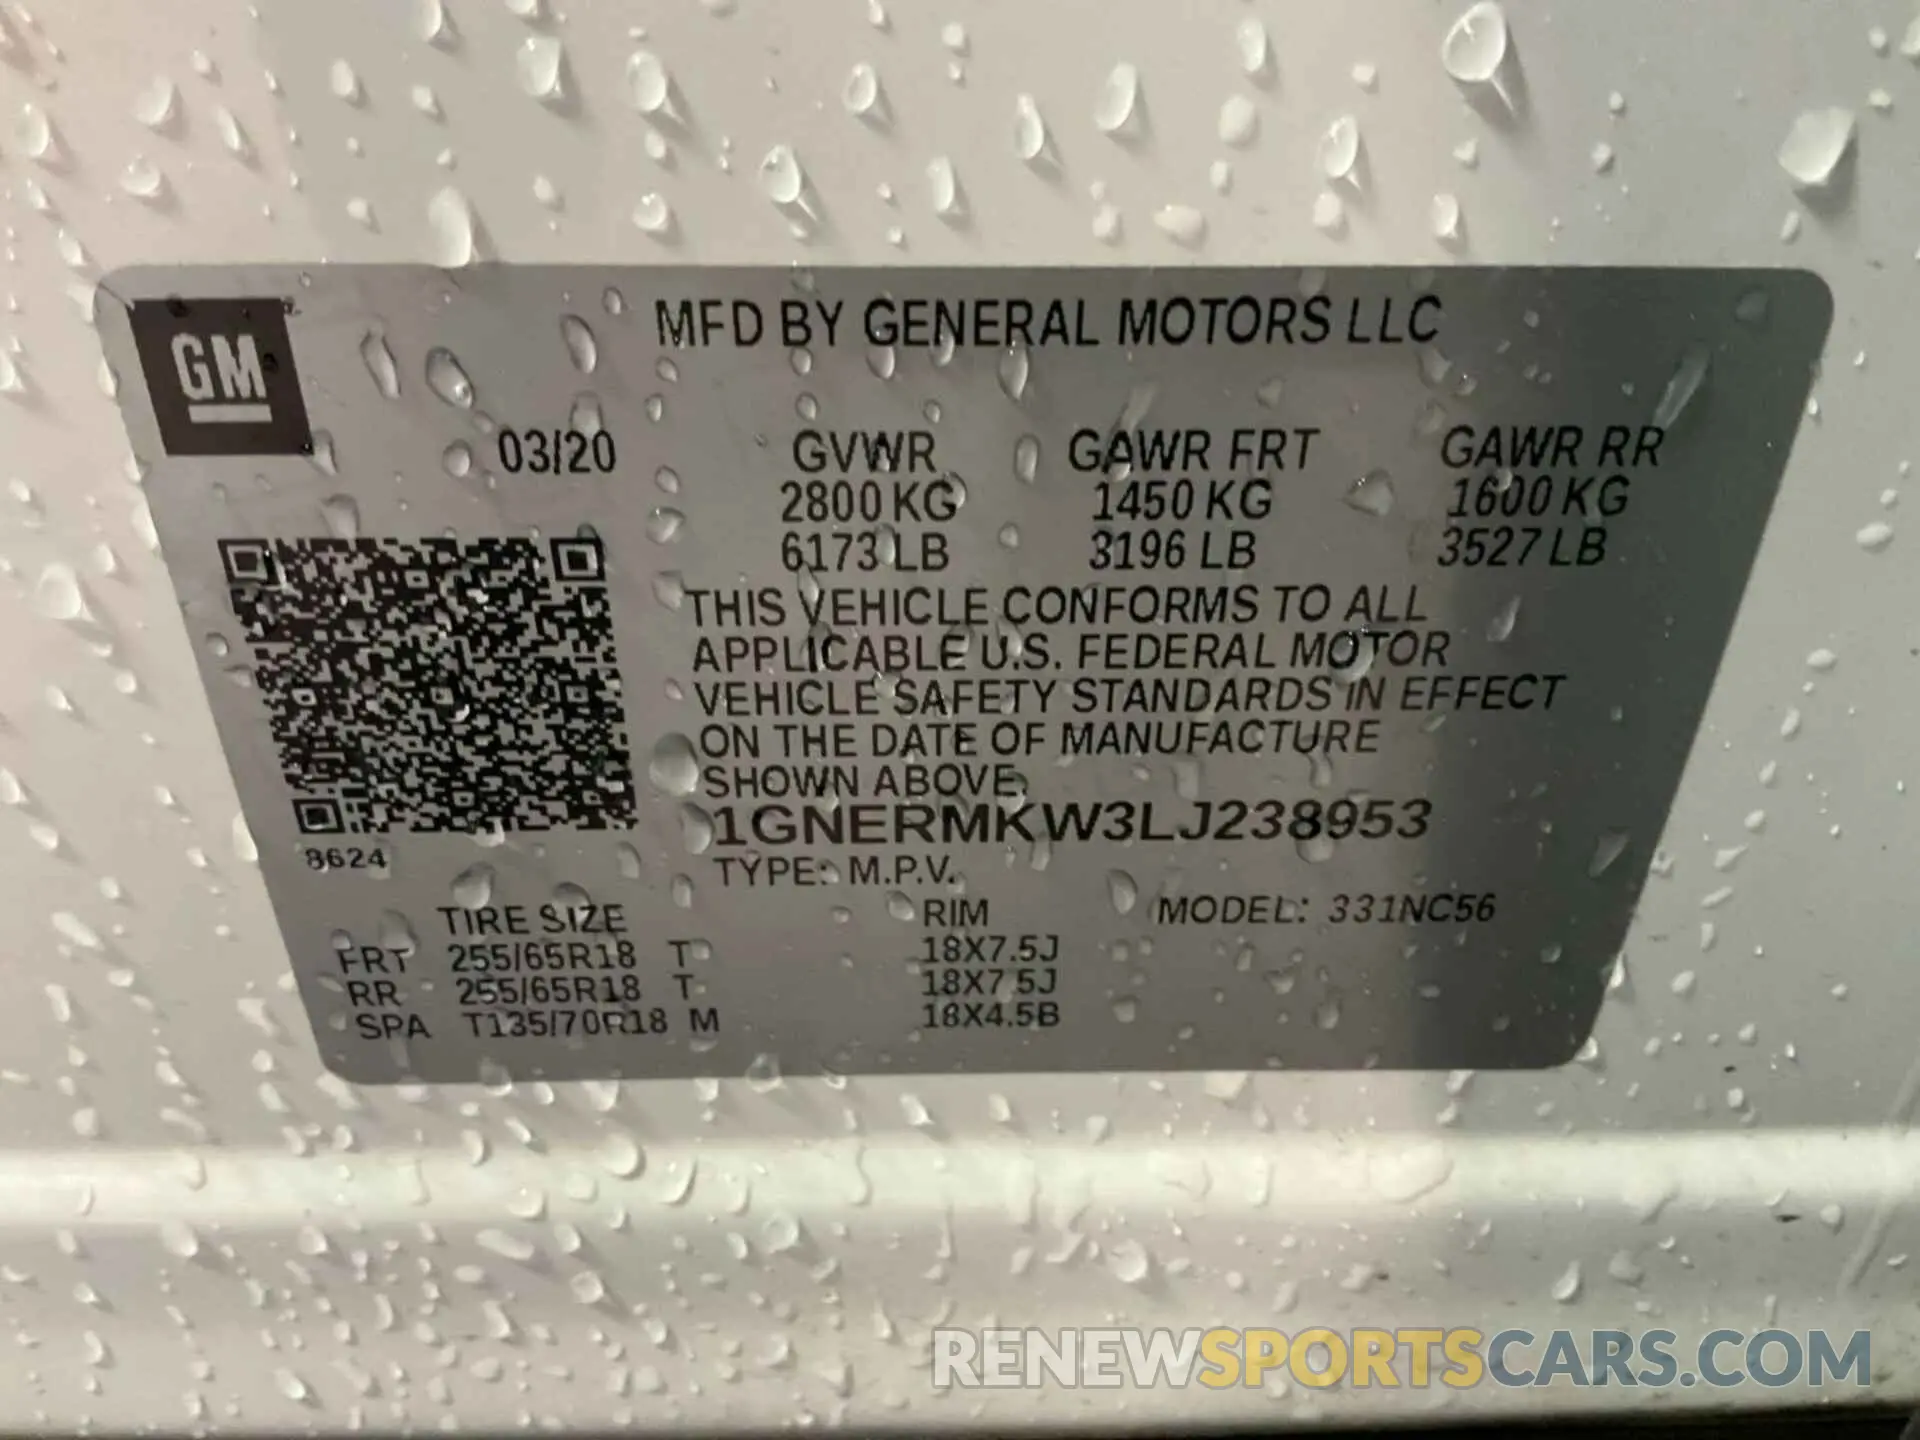 GM
MFD BY GENERAL MOTORS LLC
03/20 GVWR GAWR FRT GAWR RR
2800 KG 1450 KG 1600 KG
6173 LB 3196 LB 3527 LB
THIS VEHICLE CONFORMS TO ALL
APPLICABLE U.S. FEDERAL MOTOR
VEHICLE SAFETY STANDARDS IN EFFECT
ON THE DATE OF MANUFACTURE
SHOWN ABOVE.
1GNERMKW3LJ238953
8624
TYPE: M.P.V.
TIRE SIZE RIM MODEL: 331NC56
FRT 255/65R18 T 18X7.5J
RR 255/65R18 T 18X7.5J
SPA T135/70R18 M 18X4.5B
RENEWSPORTSCARS.COM